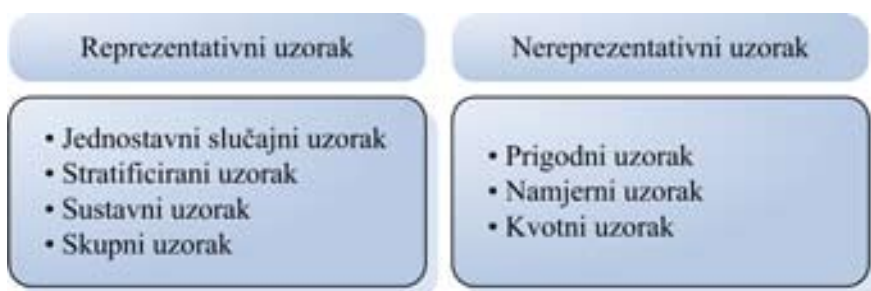 Reprezentativni uzorak
• Jednostavni slučajni uzorak
• Stratificirani uzorak
• Sustavni uzorak
• Skupni uzorak
Nereprezentativni uzorak
• Prigodni uzorak
• Namjerni uzorak
• Kvotni uzorak